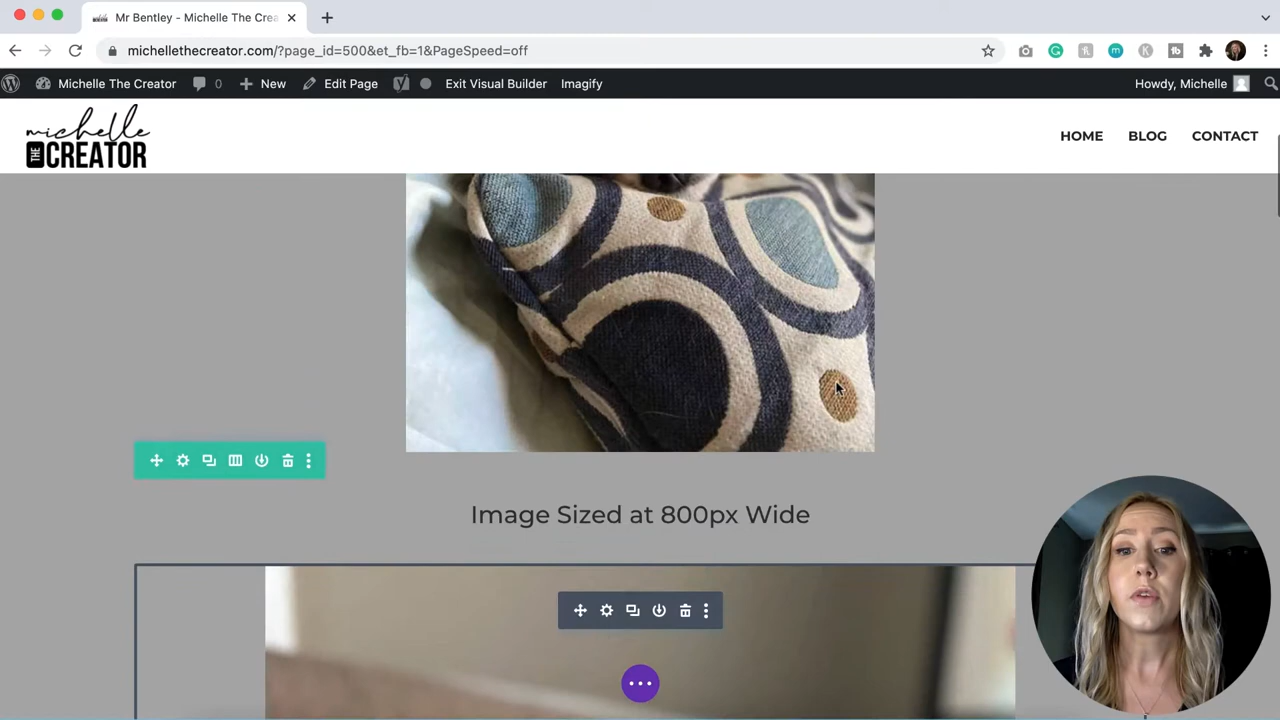 Mr Bentley - Michelle The Crea
michellethecreator.com/?page_id=500&et_fb=1&PageSpeed=off
Michelle The Creator 0 New Edit Page Exit Visual Builder Imagify Howdy, Michelle
michelle
THE CREATOR
HOME BLOG CONTACT
Image Sized at 800px Wide